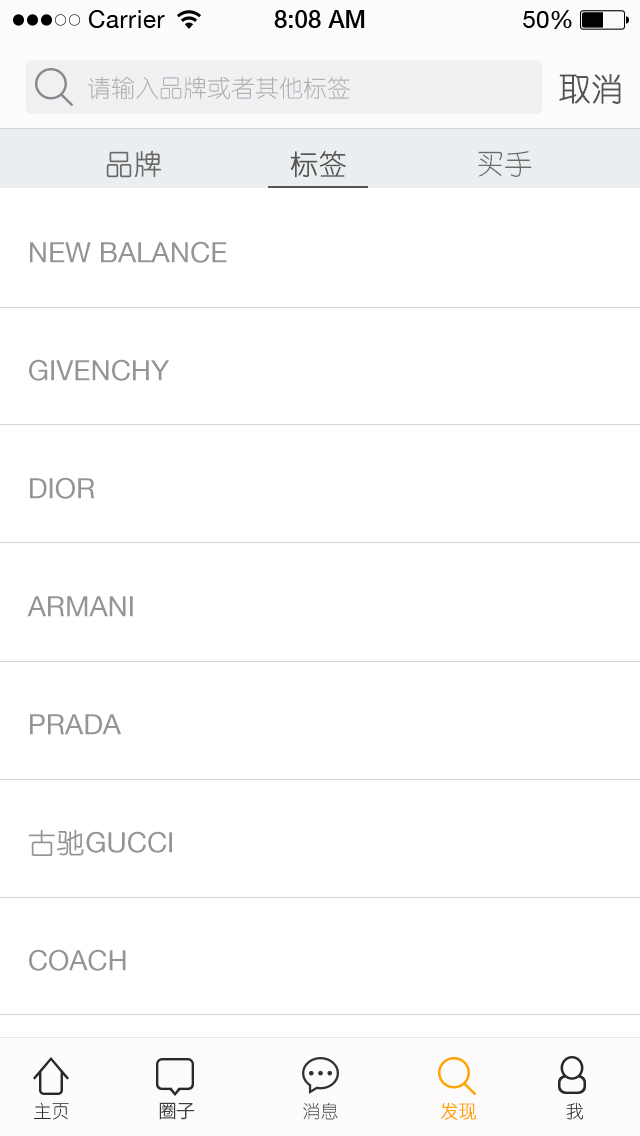 Carrier 8:08 AM 50%
请输入品牌或者其他标签 取消
品牌 标签 买手
NEW BALANCE
GIVENCHY
DIOR
ARMANI
PRADA
古驰GUCCI
COACH
主页 圈子 消息 发现 我